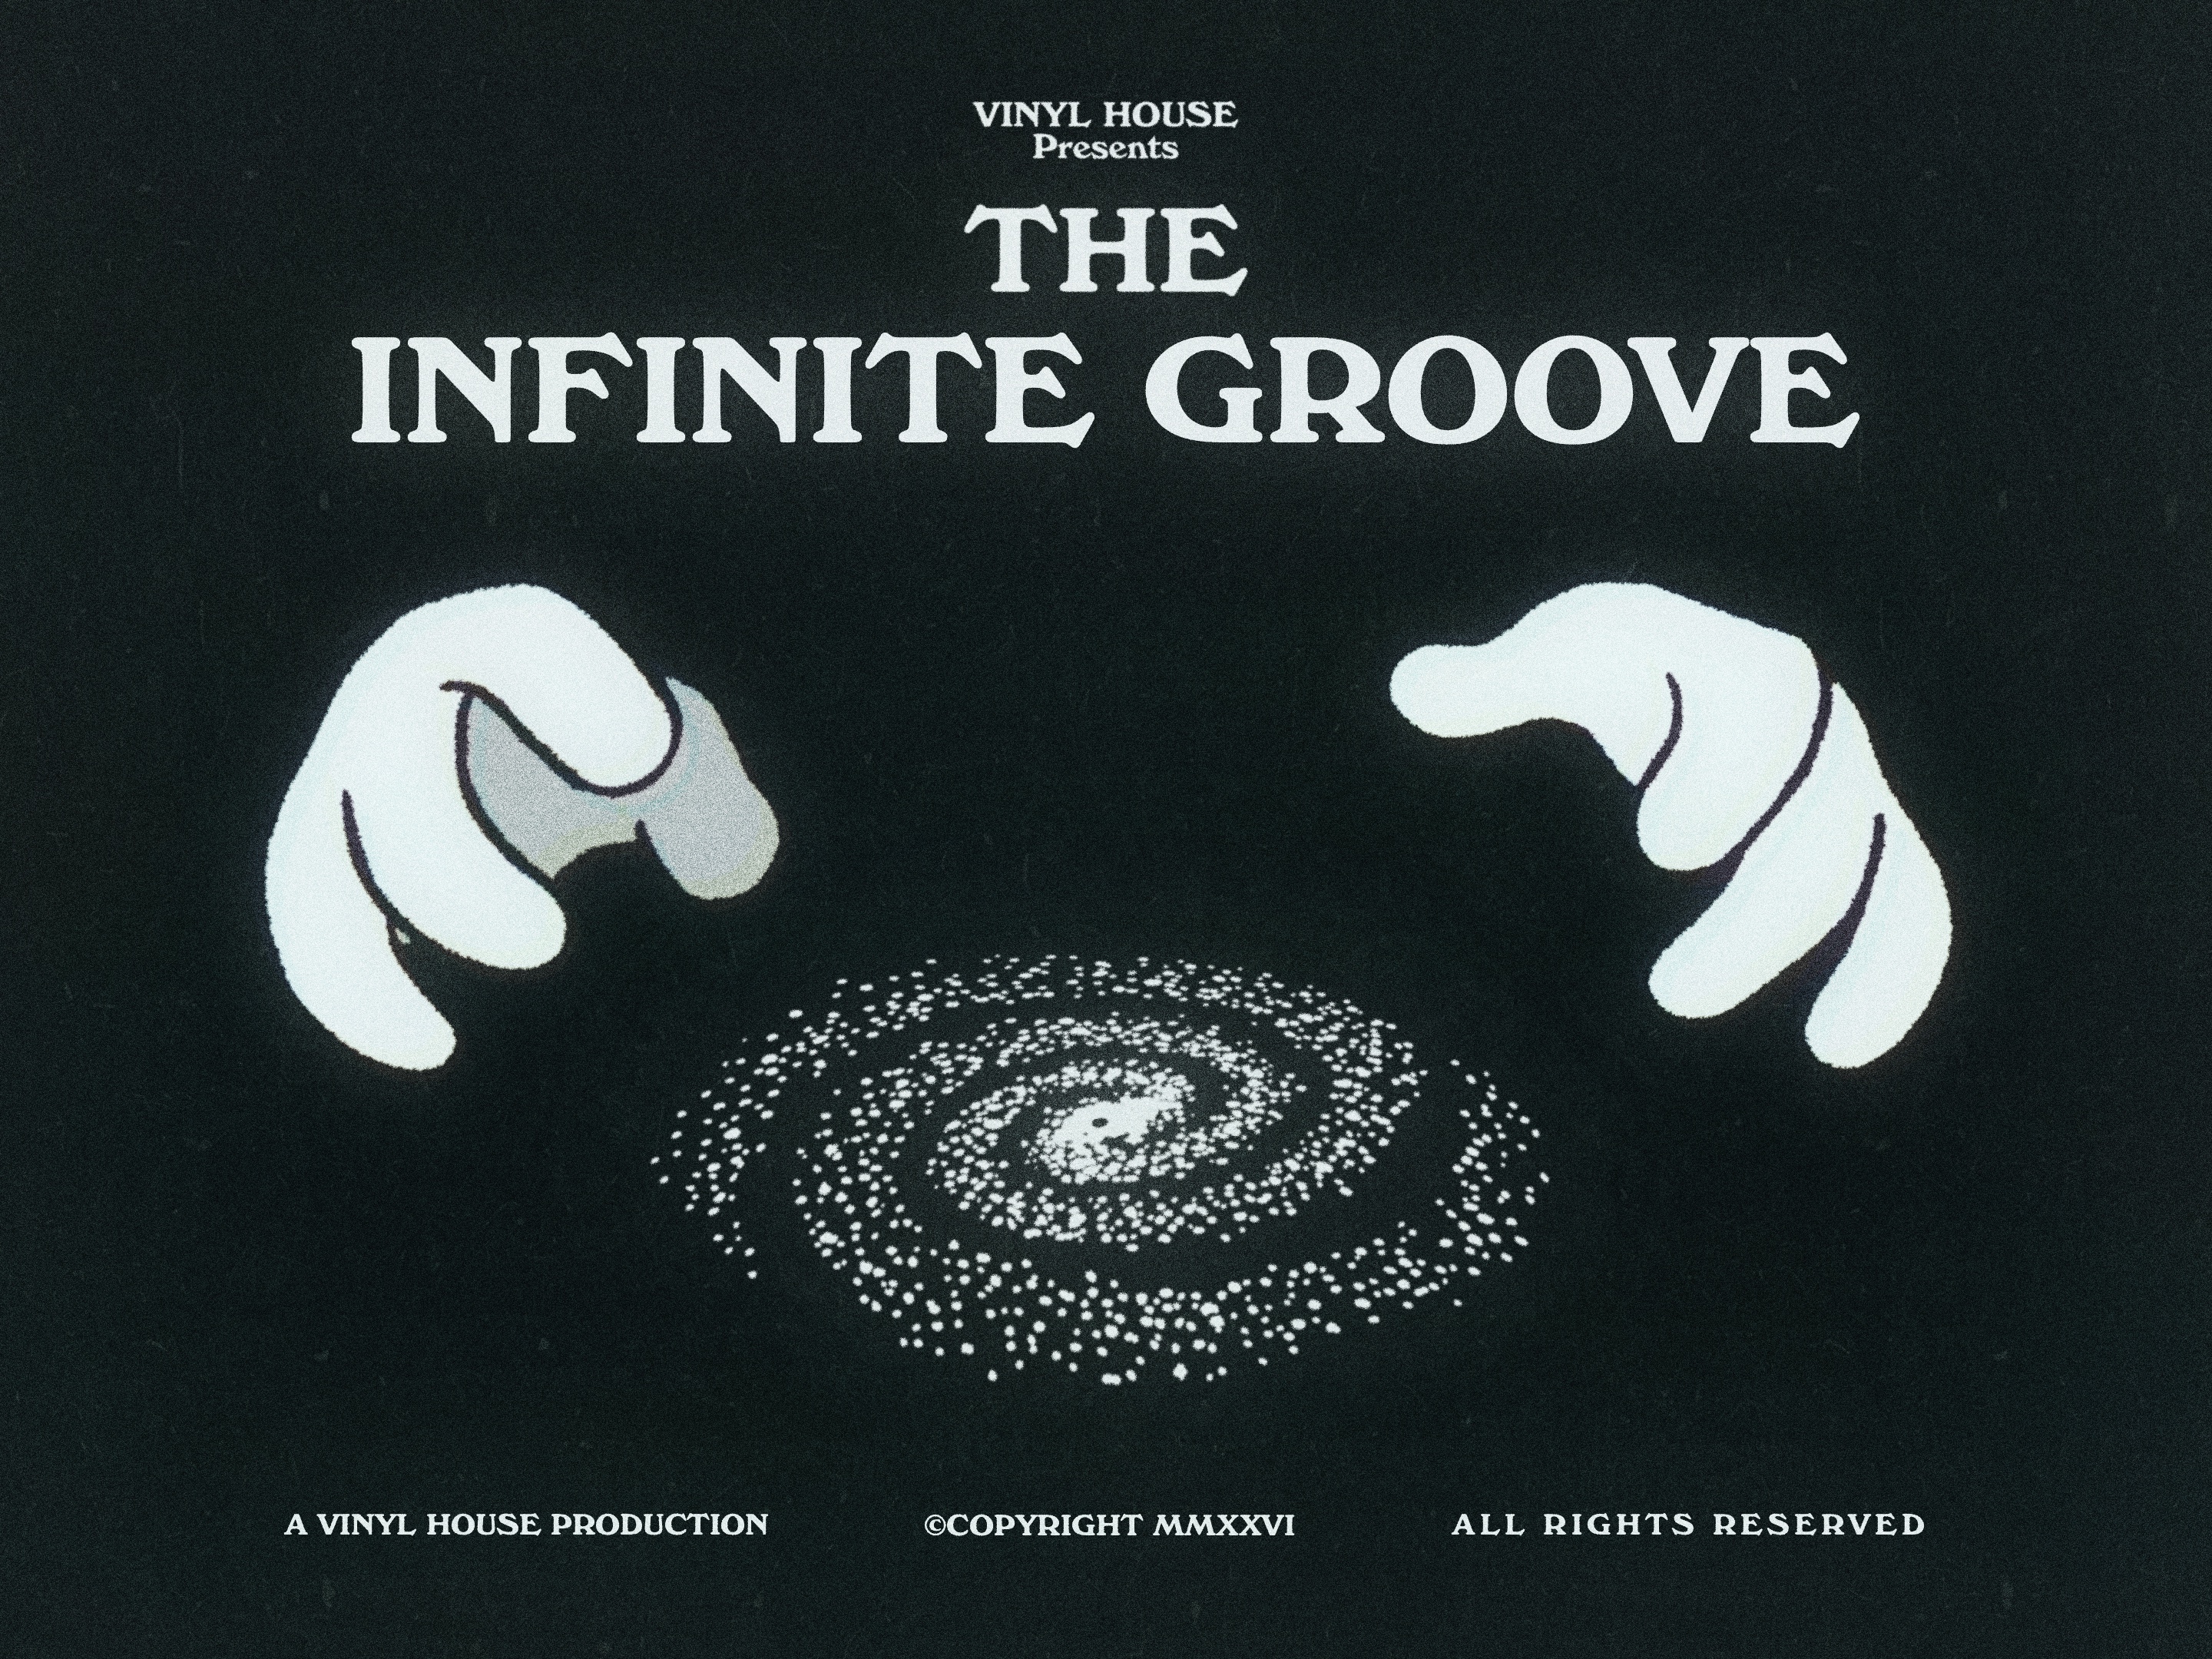 VINYL HOUSE
Presents
THE
INFINITE GROOVE
A VINYL HOUSE PRODUCTION
©COPYRIGHT MMXXVI
ALL RIGHTS RESERVED